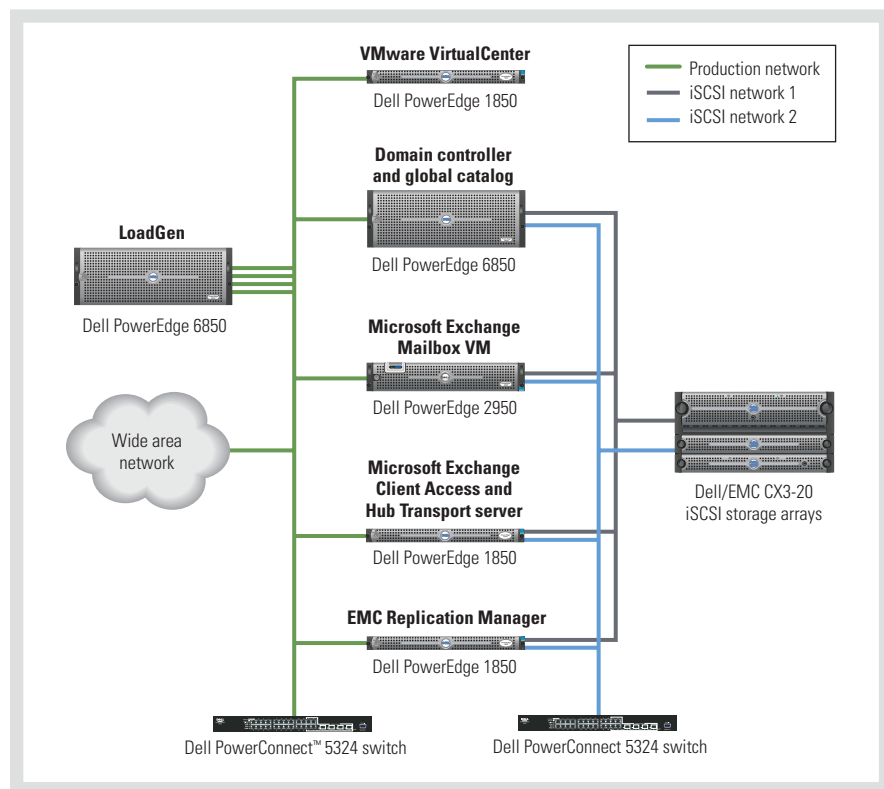 VMware VirtualCenter
Dell PowerEdge 1850
Production network
iSCSI network 1
iSCSI network 2
Domain controller
and global catalog
Dell PowerEdge 6850
LoadGen
Dell PowerEdge 6850
Microsoft Exchange
Mailbox VM
Dell PowerEdge 2950
Wide area
network
Microsoft Exchange
Client Access and
Hub Transport server
Dell PowerEdge 1850
Dell/EMC CX3-20
iSCSI storage arrays
EMC Replication Manager
Dell PowerEdge 1850
Dell PowerConnect™ 5324 switch
Dell PowerConnect 5324 switch